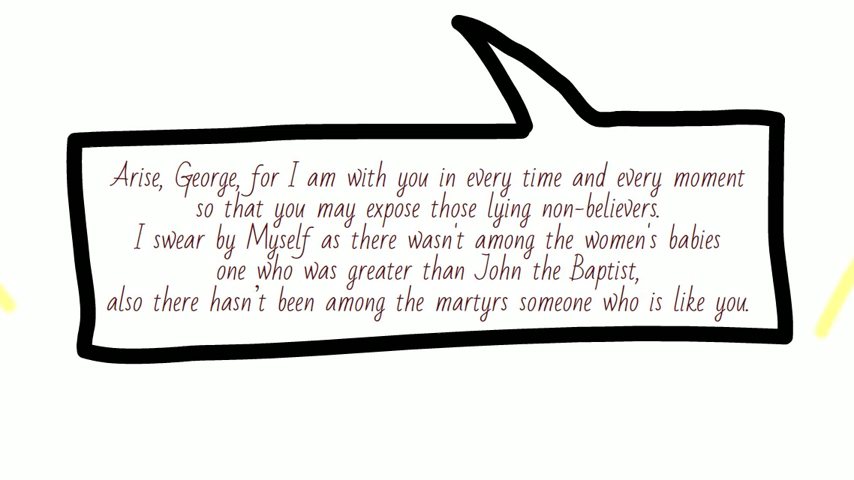 Arise, George, for I am with you in every time and every moment
so that you may expose those lying non-believers.
I swear by Myself as there wasn't among the women's babies
one who was greater than John the Baptist,
also there hasn’t been among the martyrs someone who is like you.